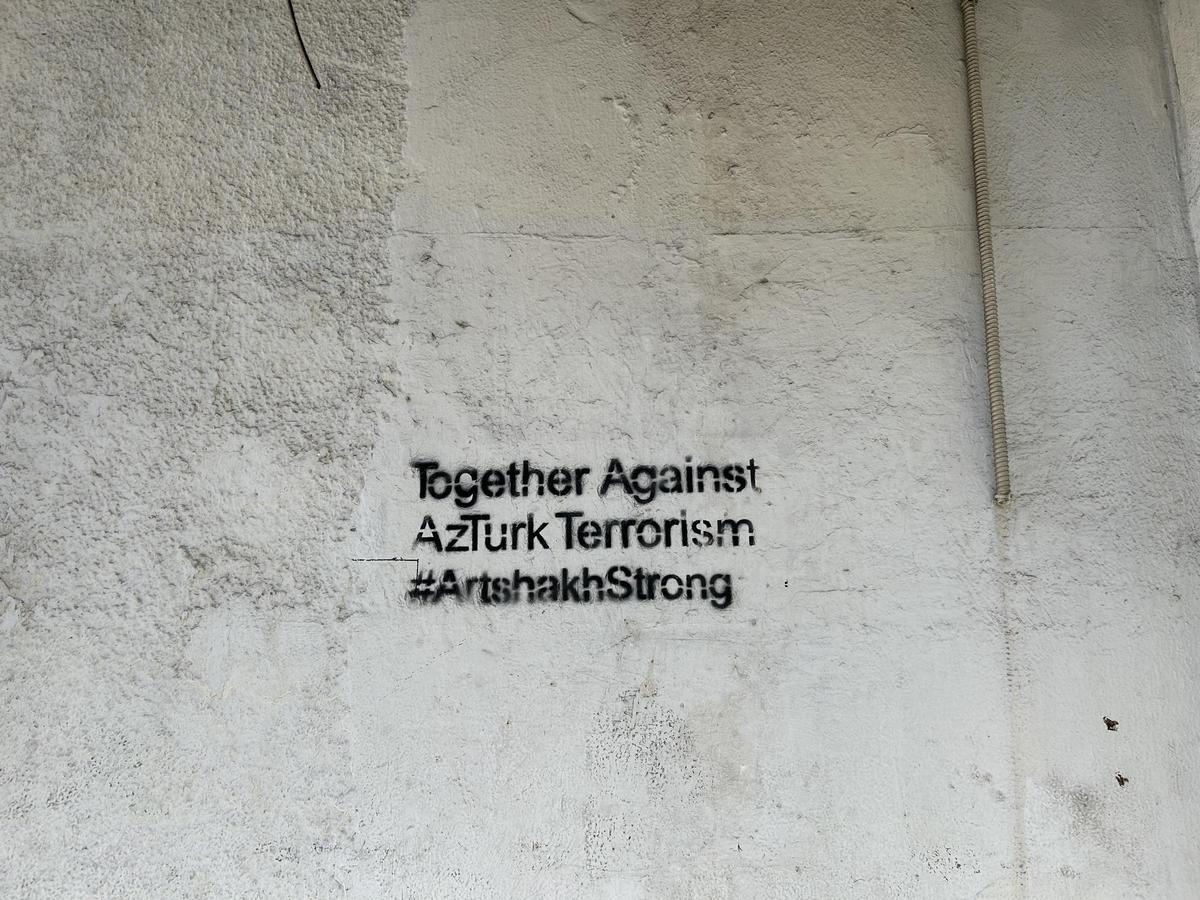 Together Against
AzTurk Terrorism
#ArtshakhStrong